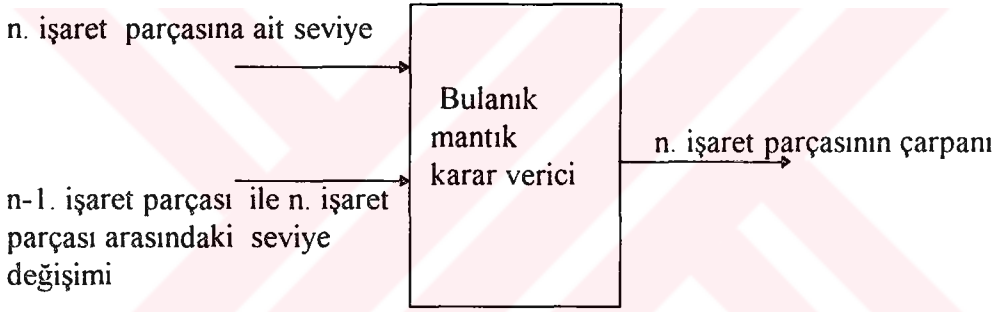 n. işaret parçasına ait seviye
Bulanık
mantık
karar verici
n. işaret parçasının çarpanı
n-1. işaret parçası ile n. işaret
parçası arasındaki seviye
değişimi